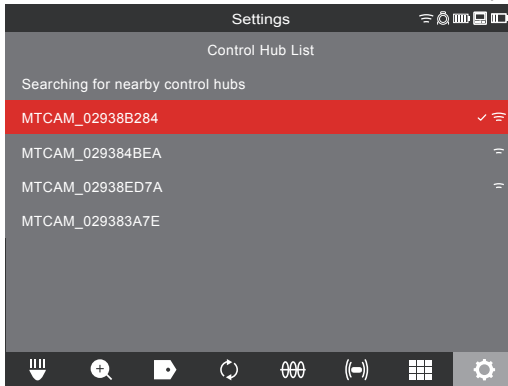 Settings
Control Hub List
Searching for nearby control hubs
MTCAM_02938B284
MTCAM_029384BEA
MTCAM_02938ED7A
MTCAM_029383A7E